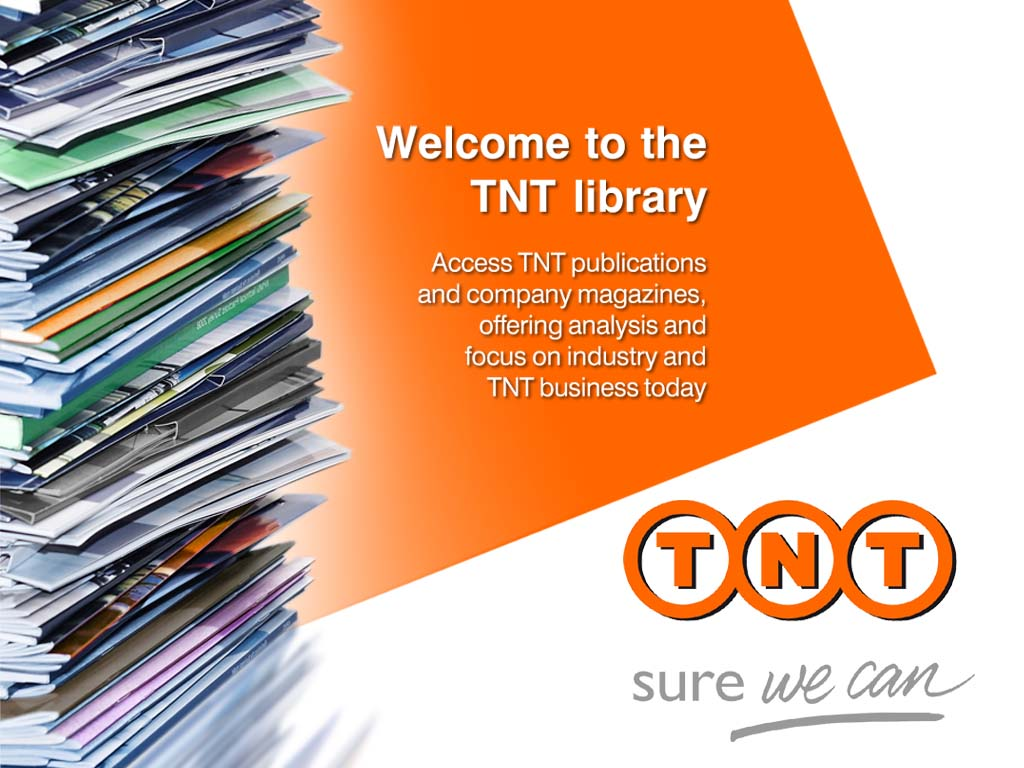 Welcome to the
TNT library
Access TNT publications
and company magazines,
offering analysis and
focus on industry and
TNT business today
TNT
sure we can